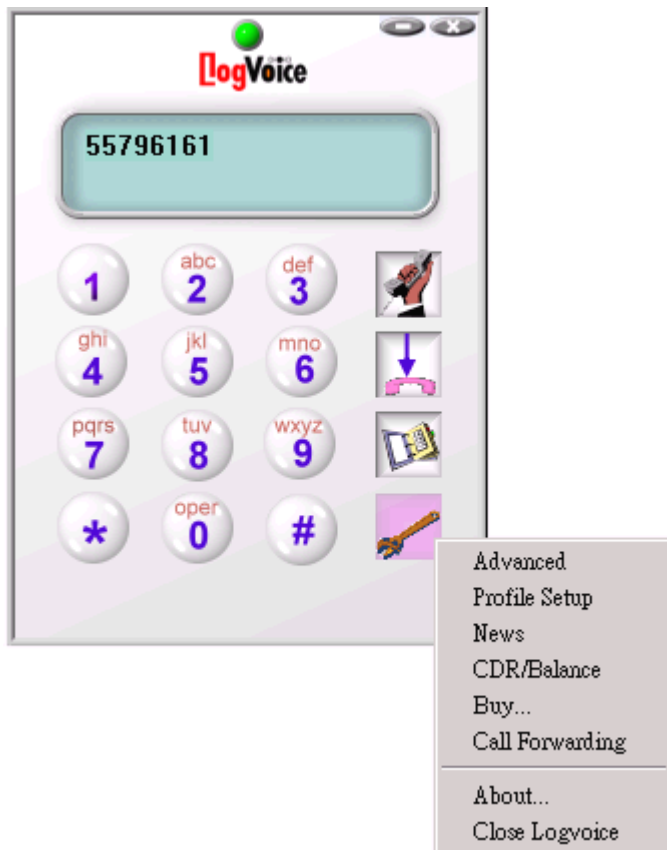 LogVoice
55796161
1
abc
2
def
3
ghi
4
jkl
5
mno
6
pqrs
7
tuv
8
wxyz
9
*
oper
0
#
Advanced
Profile Setup
News
CDR/Balance
Buy...
Call Forwarding
About...
Close Logvoice